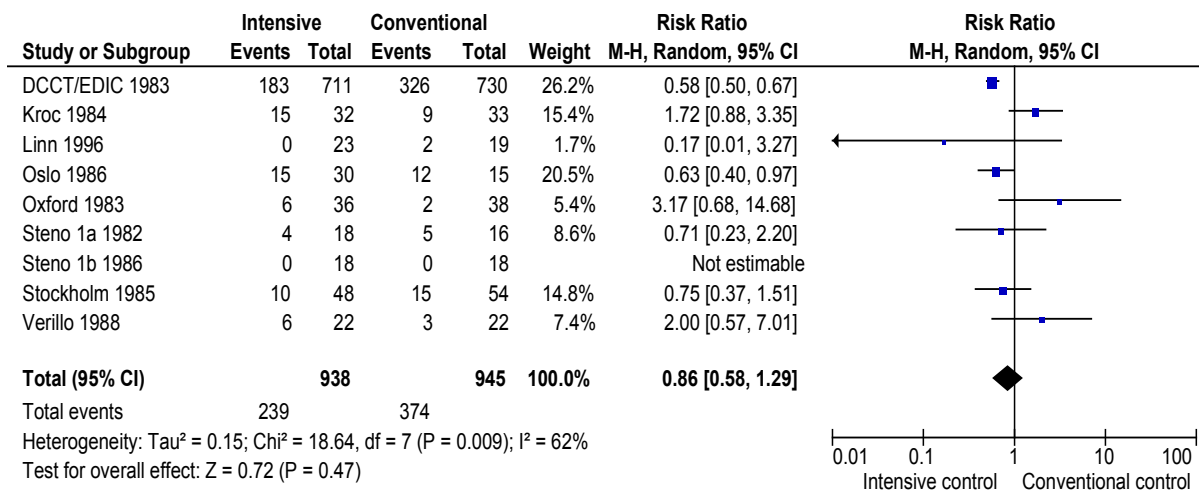 Intensive Conventional Risk Ratio Risk Ratio
Study or Subgroup Events Total Events Total Weight M-H, Random, 95% CI M-H, Random, 95% CI
DCCT/EDIC 1983 183 711 326 730 26.2% 0.58 [0.50, 0.67]
Kroc 1984 15 32 9 33 15.4% 1.72 [0.88, 3.35]
Linn 1996 0 23 2 19 1.7% 0.17 [0.01, 3.27]
Oslo 1986 15 30 12 15 20.5% 0.63 [0.40, 0.97]
Oxford 1983 6 36 2 38 5.4% 3.17 [0.68, 14.68]
Steno 1a 1982 4 18 5 16 8.6% 0.71 [0.23, 2.20]
Steno 1b 1986 0 18 0 18 Not estimable
Stockholm 1985 10 48 15 54 14.8% 0.75 [0.37, 1.51]
Verillo 1988 6 22 3 22 7.4% 2.00 [0.57, 7.01]
Total (95% CI) 938 945 100.0% 0.86 [0.58, 1.29]
Total events 239 374
Heterogeneity: Tau² = 0.15; Chi² = 18.64, df = 7 (P = 0.009); I² = 62%
Test for overall effect: Z = 0.72 (P = 0.47)
0.01 0.1 1 10 100
Intensive control Conventional control